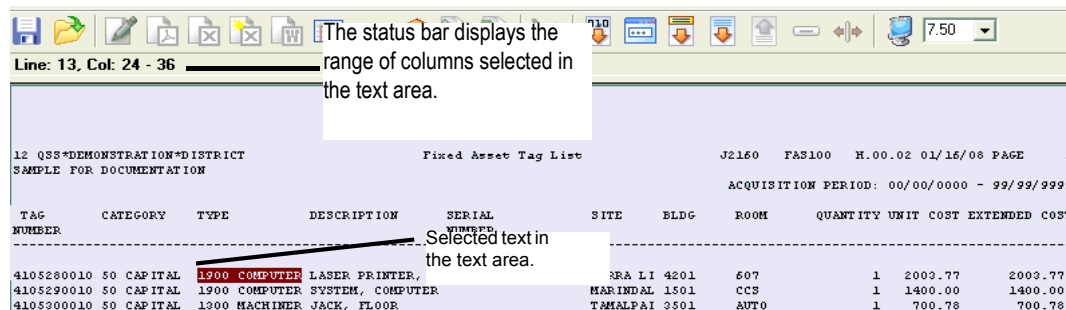 The status bar displays the
range of columns selected in
the text area.
7.50
Line: 13, Col: 24 - 36
12 QSS*DEMONSTRATION*DISTRICT Fixed Asset Tag List J2160 FAS100 H.00.02 01/16/08 PAGE
SAMPLE FOR DOCUMENTATION
ACQUISITION PERIOD: 00/00/0000 - 99/99/999
TAG CATEGORY TYPE DESCRIPTION SERIAL SITE BLDG ROOM QUANTITY UNIT COST EXTENDED COST
NUMBER NUMBER
Selected text in
the text area.
4105280010 50 CAPITAL 1900 COMPUTER LASER PRINTER, RRA LI 4201 607 1 2003.77 2003.77
4105290010 50 CAPITAL 1900 COMPUTER SYSTEM, COMPUTER MARINDAL 1501 CCS 1 1400.00 1400.00
4105300010 50 CAPITAL 1300 MACHINER JACK, FLOOR TAMALPAI 3501 AUTO 1 700.78 700.78